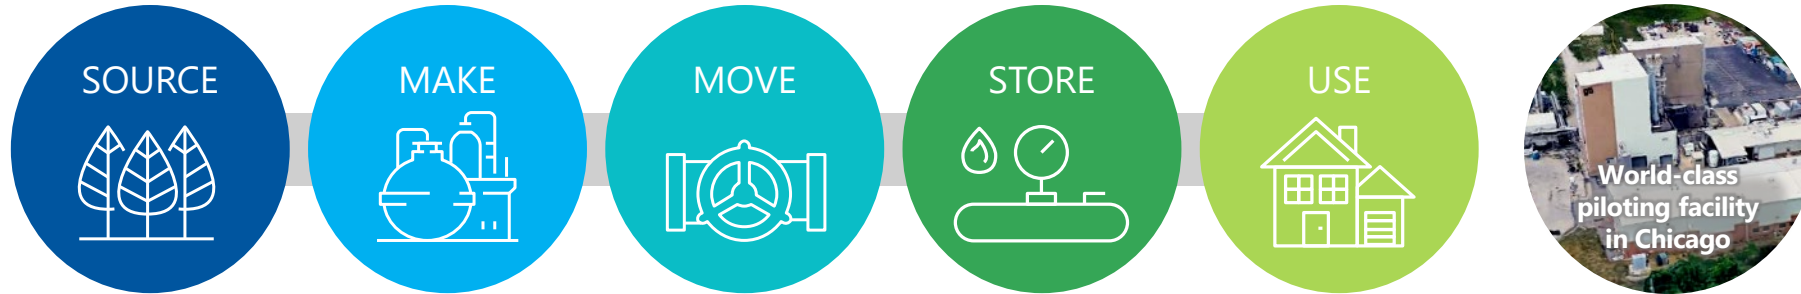 SOURCE
MAKE
MOVE
STORE
USE
World-class
piloting facility
in Chicago